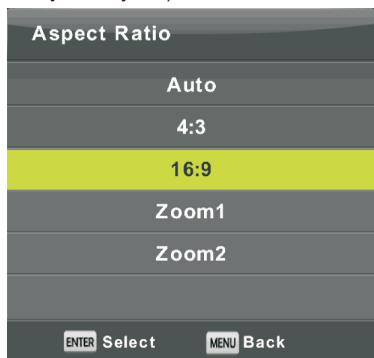 Aspect Ratio
Auto
4:3
16:9
Zoom1
Zoom2
ENTER Select MENU Back